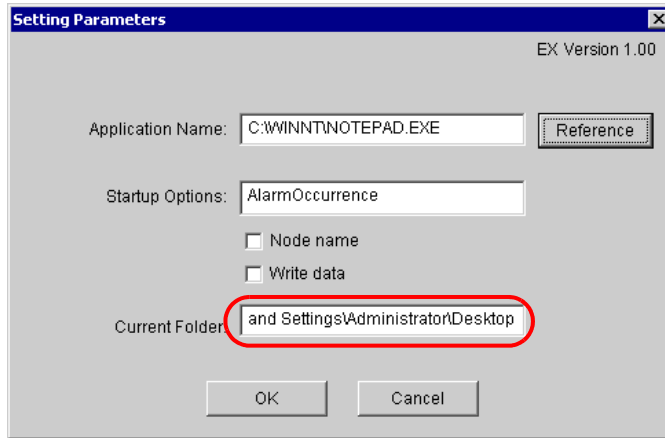 Setting Parameters
EX Version 1.00
Application Name: C:\WINNT\NOTEPAD.EXE Reference
Startup Options: AlarmOccurrence
Node name
Write data
Current Folder: and Settings\Administrator\Desktop
OK Cancel